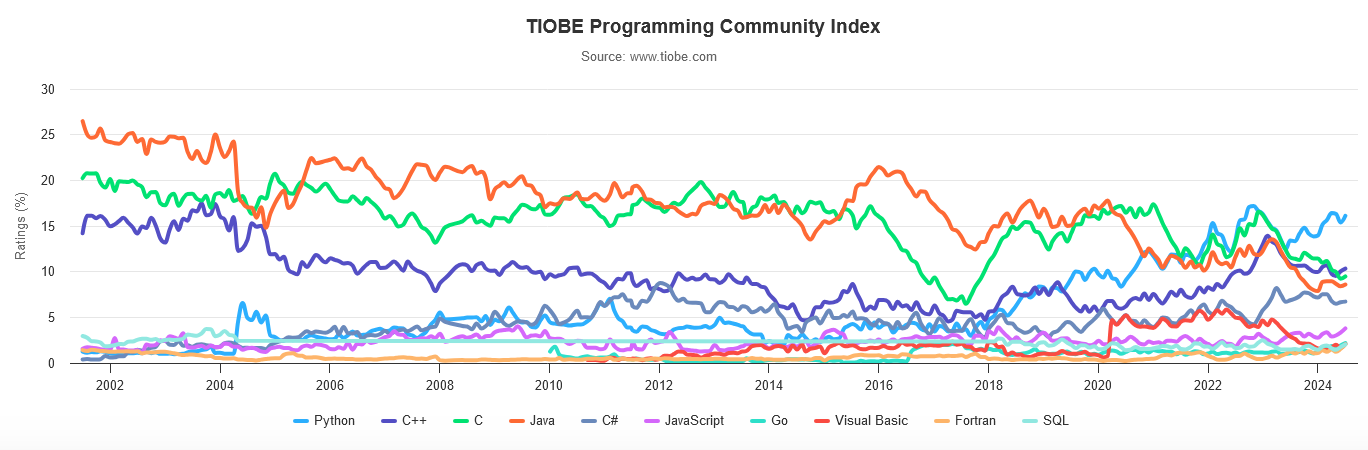 TIOBE Programming Community Index
Source: www.tiobe.com
Ratings (%)
30
25
20
15
10
5
0
2002 2004 2006 2008 2010 2012 2014 2016 2018 2020 2022 2024
Python C++ C Java C# JavaScript Go Visual Basic Fortran SQL